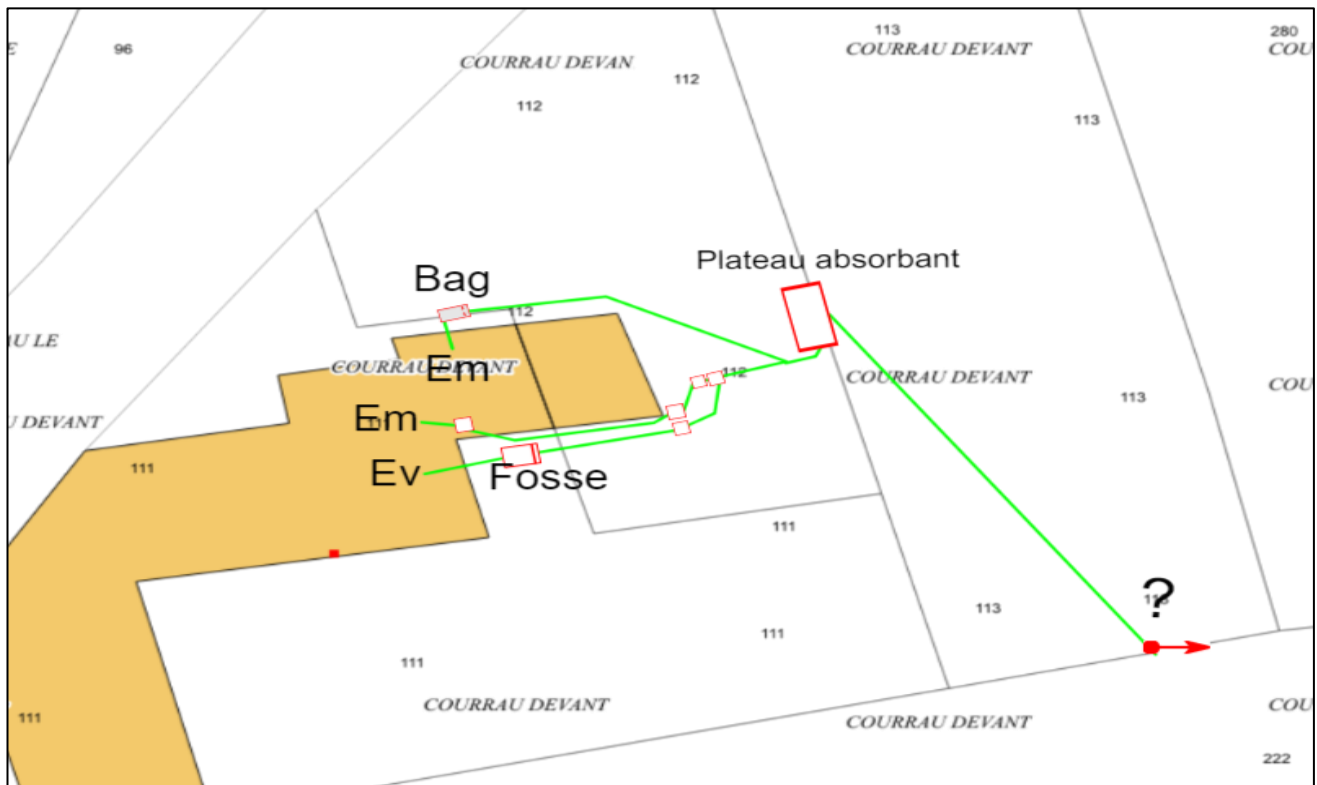 113
280
E
96
COURRAU DEVANT
COU
COURRAU DEVAN
112
112
113
Plateau absorbant
Bag
112
AU LE
COURRAU DEVANT
Em
112
COURRAU DEVANT
COU
113
Em
U DEVANT
111
Ev
Fosse
111
?
113
111
111
COURRAU DEVANT
COURRAU DEVANT
COU
111
222